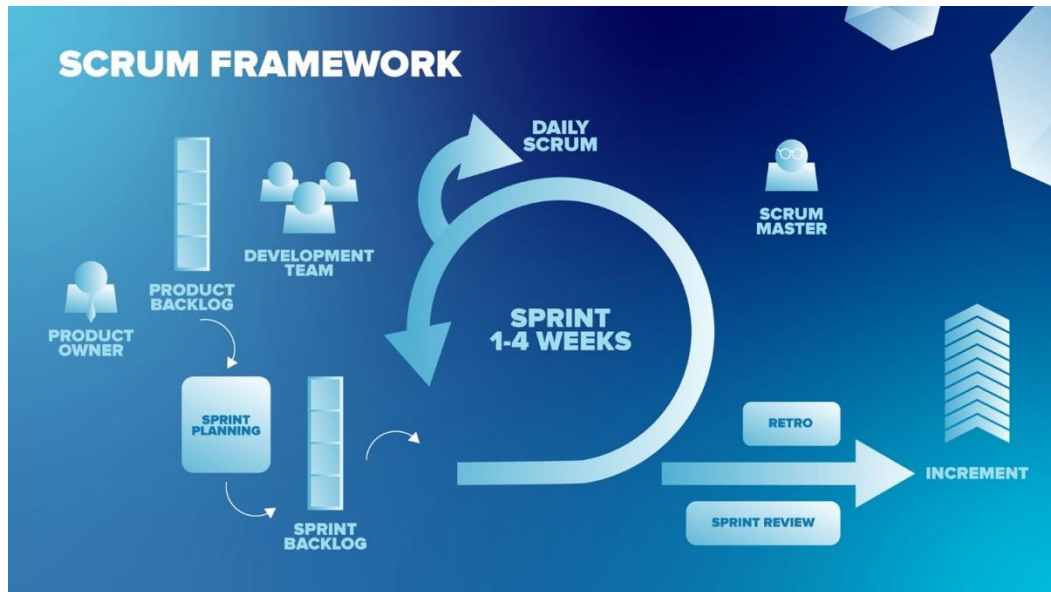 SCRUM FRAMEWORK
DAILY
SCRUM
SCRUM
MASTER
DEVELOPMENT
TEAM
PRODUCT
BACKLOG
PRODUCT
OWNER
SPRINT
1-4 WEEKS
SPRINT
PLANNING
RETRO
INCREMENT
SPRINT REVIEW
SPRINT
BACKLOG